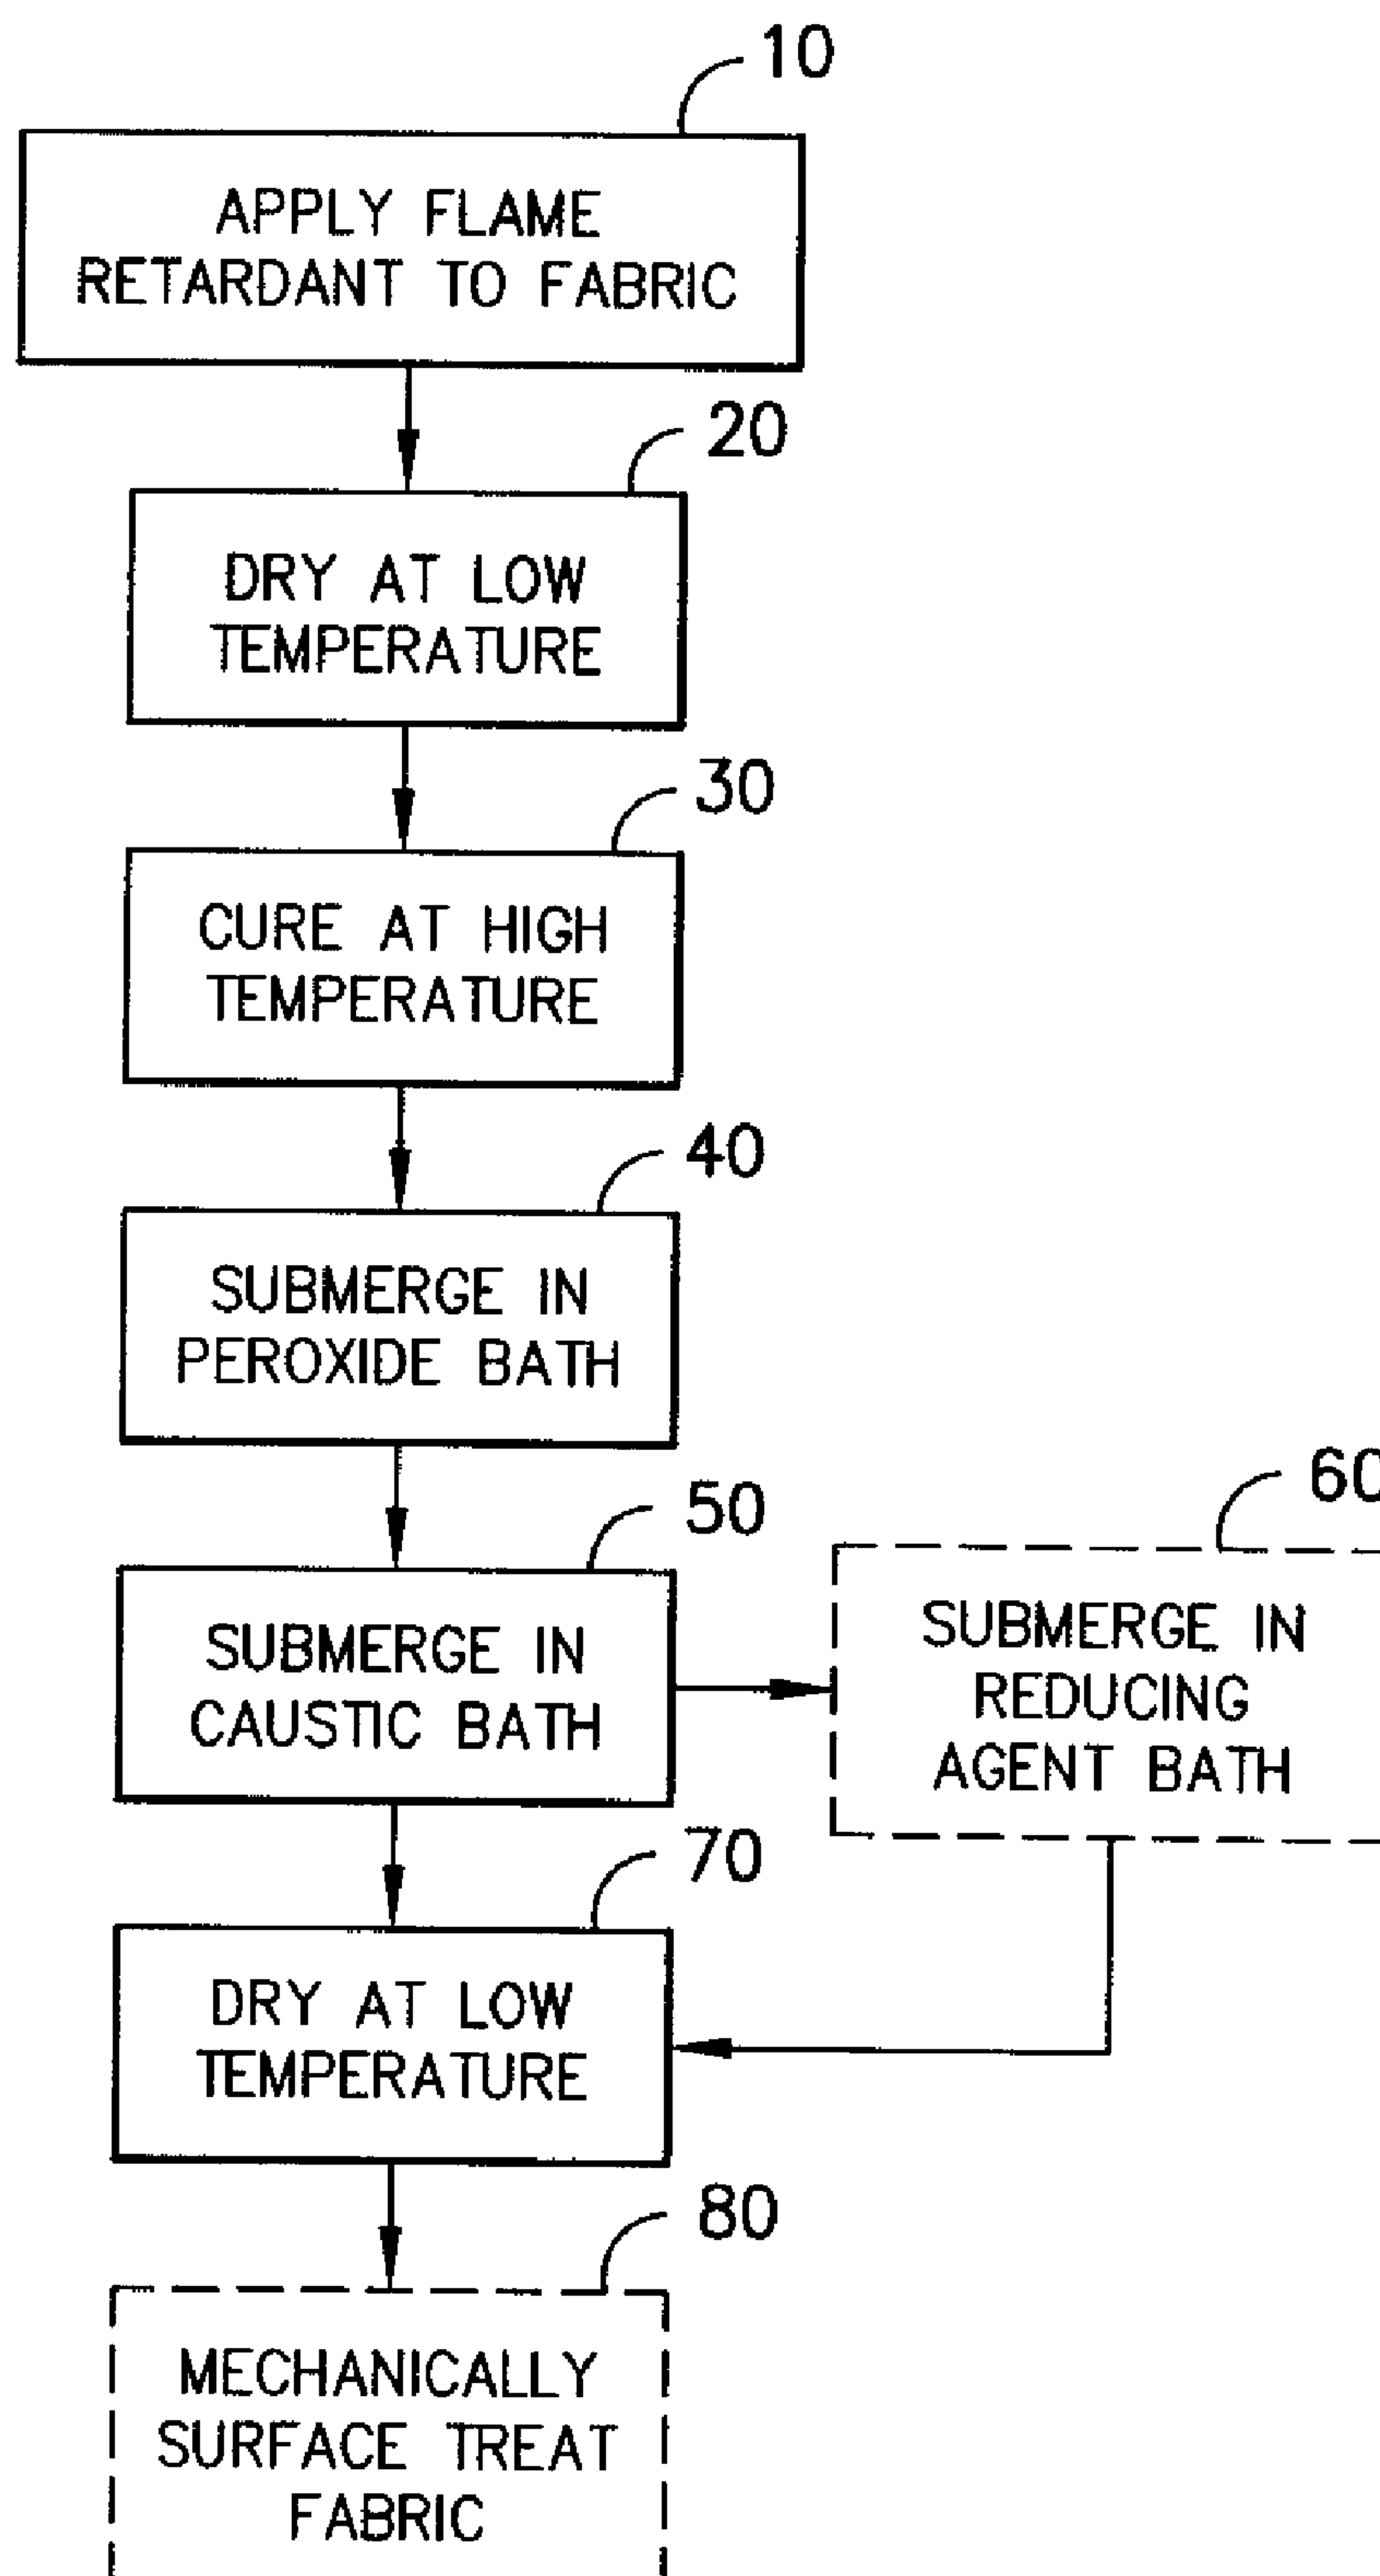 10
APPLY FLAME
RETARDANT TO FABRIC
20
DRY AT LOW
TEMPERATURE
30
CURE AT HIGH
TEMPERATURE
40
SUBMERGE IN
PEROXIDE BATH
50
SUBMERGE IN
CAUSTIC BATH
60
SUBMERGE IN
REDUCING
AGENT BATH
70
DRY AT LOW
TEMPERATURE
80
MECHANICALLY
SURFACE TREAT
FABRIC